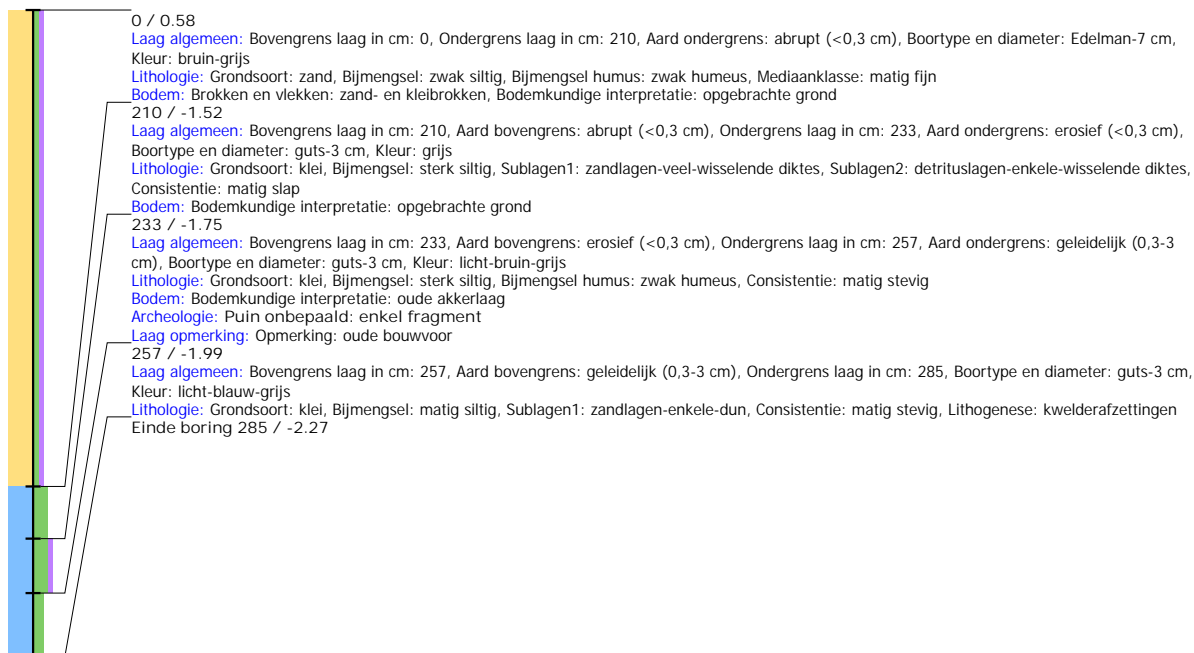 0 / 0.58
Laag algemeen: Bovengrens laag in cm: 0, Ondergrens laag in cm: 210, Aard ondergrens: abrupt (<0,3 cm), Boortype en diameter: Edelman-7 cm,
Kleur: bruin-grijs
Lithologie: Grondsoort: zand, Bijmengsel: zwak siltig, Bijmengsel humus: zwak humeus, Mediaanklasse: matig fijn
Bodem: Brokken en vlekken: zand- en kleibrokken, Bodemkundige interpretatie: opgebrachte grond
210 / -1.52
Laag algemeen: Bovengrens laag in cm: 210, Aard bovengrens: abrupt (<0,3 cm), Ondergrens laag in cm: 233, Aard ondergrens: erosief (<0,3 cm),
Boortype en diameter: guts-3 cm, Kleur: grijs
Lithologie: Grondsoort: klei, Bijmengsel: sterk siltig, Sublagen1: zandlagen-veel-wisselende diktes, Sublagen2: detrituslagen-enkele-wisselende diktes,
Consistentie: matig slap
Bodem: Bodemkundige interpretatie: opgebrachte grond
233 / -1.75
Laag algemeen: Bovengrens laag in cm: 233, Aard bovengrens: erosief (<0,3 cm), Ondergrens laag in cm: 257, Aard ondergrens: geleidelijk (0,3-3
cm), Boortype en diameter: guts-3 cm, Kleur: licht-bruin-grijs
Lithologie: Grondsoort: klei, Bijmengsel: sterk siltig, Bijmengsel humus: zwak humeus, Consistentie: matig stevig
Bodem: Bodemkundige interpretatie: oude akkerlaag
Archeologie: Puin onbepaald: enkel fragment
Laag opmerking: Opmerking: oude bouwvoor
257 / -1.99
Laag algemeen: Bovengrens laag in cm: 257, Aard bovengrens: geleidelijk (0,3-3 cm), Ondergrens laag in cm: 285, Boortype en diameter: guts-3 cm,
Kleur: licht-blauw-grijs
Lithologie: Grondsoort: klei, Bijmengsel: matig siltig, Sublagen1: zandlagen-enkele-dun, Consistentie: matig stevig, Lithogenese: kwelderafzettingen
Einde boring 285 / -2.27